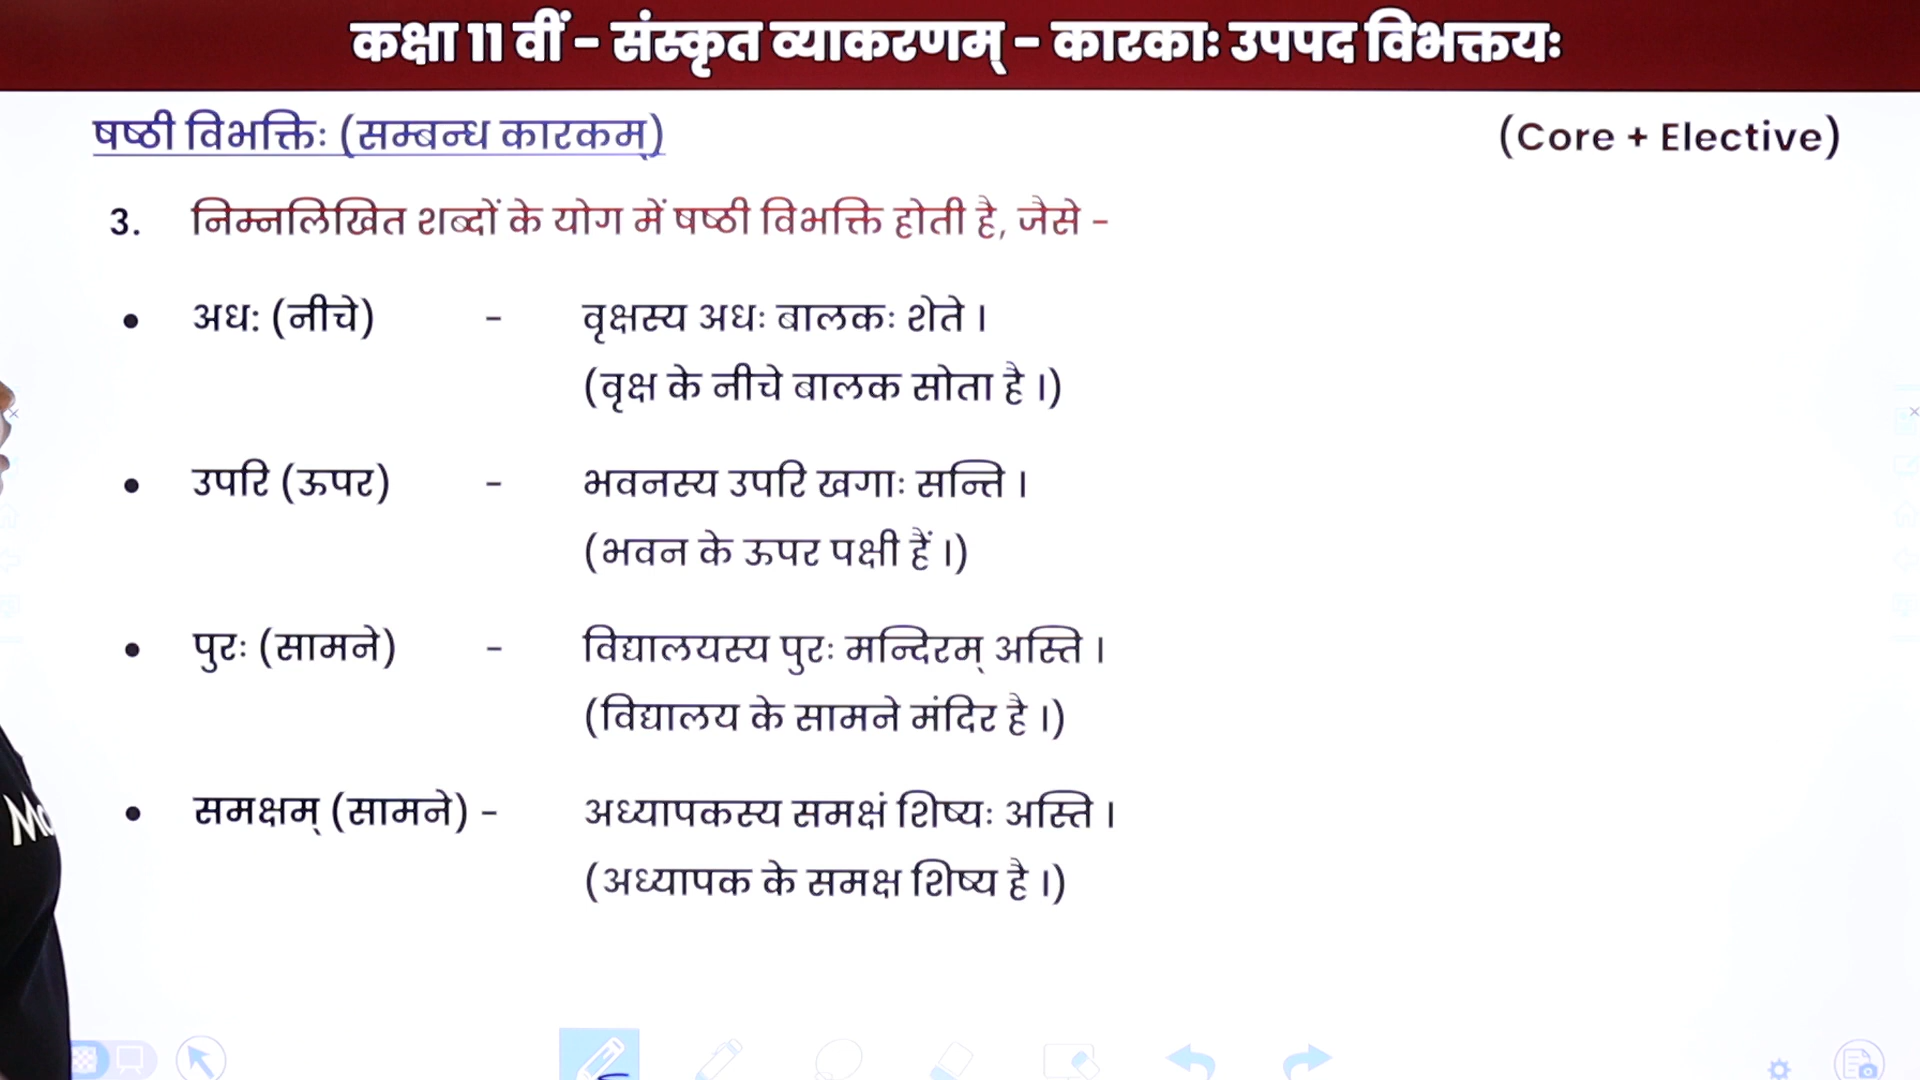 कक्षा 11 वीं - संस्कृत व्याकरणम् - कारकाः उपपद विभक्तयः
षष्ठी विभक्तिः (सम्बन्ध कारकम्)
(Core + Elective)
3. निम्नलिखित शब्दों के योग में षष्ठी विभक्ति होती है, जैसे -
• अध: (नीचे) - वृक्षस्य अधः बालकः शेते ।
(वृक्ष के नीचे बालक सोता है ।)
• उपरि (ऊपर) - भवनस्य उपरि खगाः सन्ति ।
(भवन के ऊपर पक्षी हैं ।)
• पुरः (सामने) - विद्यालयस्य पुरः मन्दिरम् अस्ति ।
(विद्यालय के सामने मंदिर है ।)
• समक्षम् (सामने) - अध्यापकस्य समक्षं शिष्यः अस्ति ।
(अध्यापक के समक्ष शिष्य है ।)